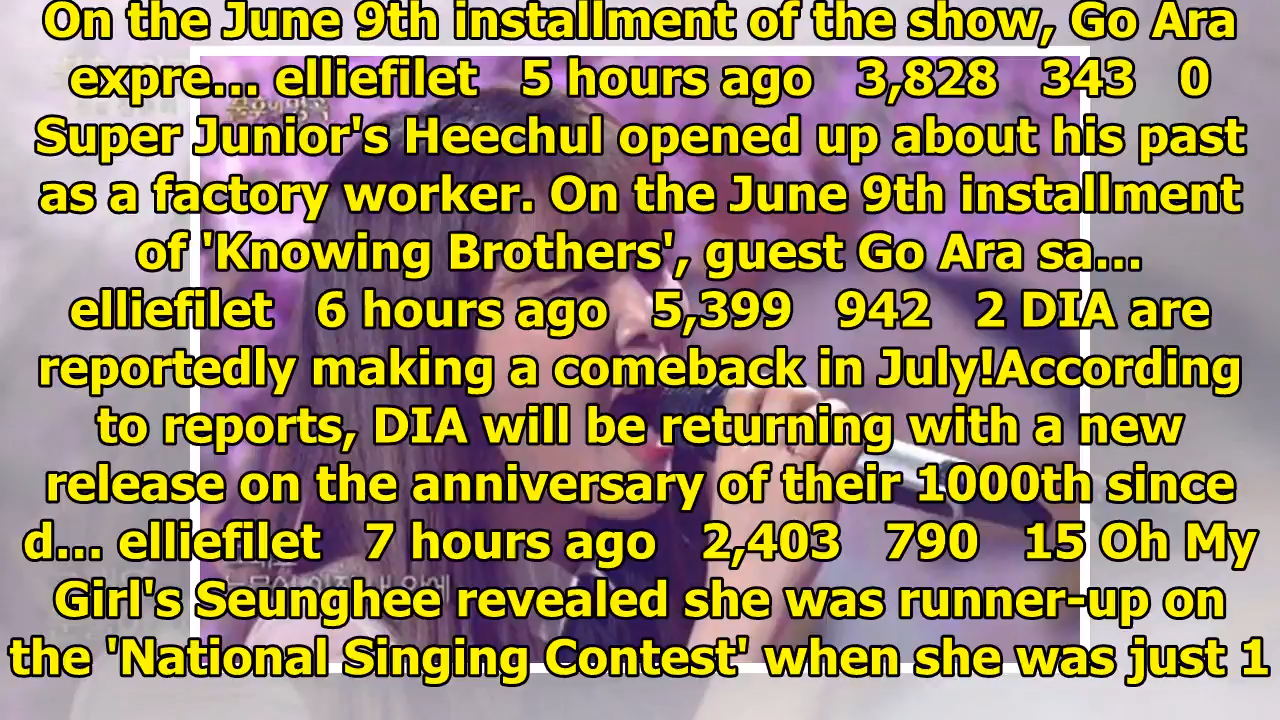 On the June 9th installment of the show, Go Ara
expre... elliefilet 5 hours ago 3,828 343 0
Super Junior's Heechul opened up about his past
as a factory worker. On the June 9th installment
of 'Knowing Brothers', guest Go Ara sa...
elliefilet 6 hours ago 5,399 942 2 DIA are
reportedly making a comeback in July!According
to reports, DIA will be returning with a new
release on the anniversary of their 1000th since
d... elliefilet 7 hours ago 2,403 790 15 Oh My
Girl's Seunghee revealed she was runner-up on
the 'National Singing Contest' when she was just 1